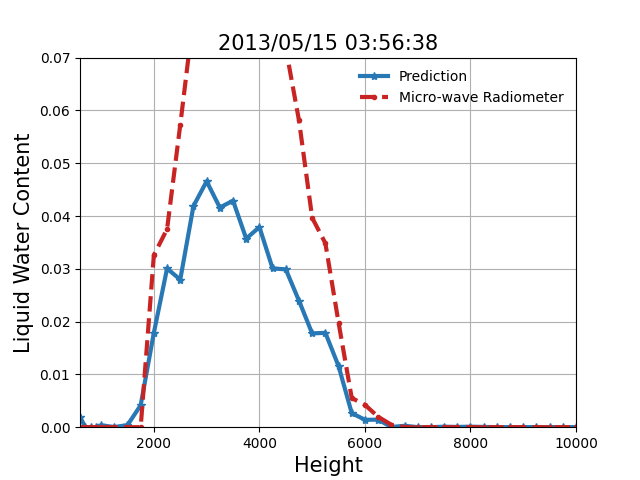 2013/05/15 03:56:38
Prediction
Micro-wave Radiometer
Liquid Water Content
0.07
0.06
0.05
0.04
0.03
0.02
0.01
0.00
2000 4000 6000 8000 10000
Height